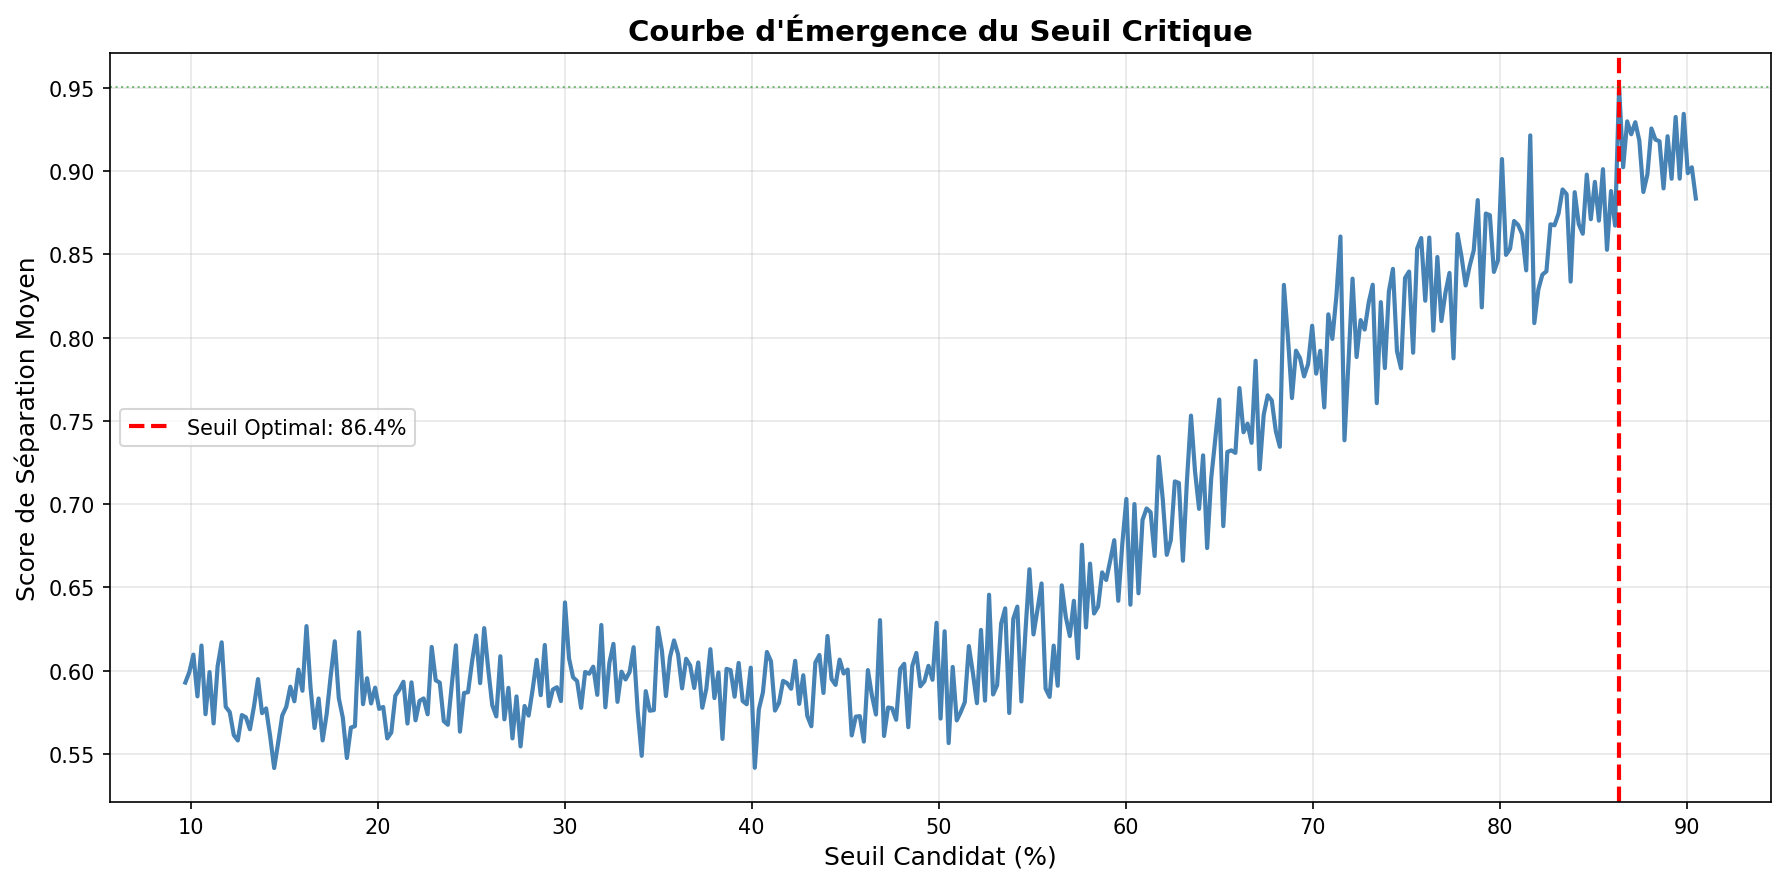 Courbe d'Émergence du Seuil Critique
Score de Séparation Moyen
0.95
0.90
0.85
0.80
0.75
0.70
0.65
0.60
0.55
Seuil Optimal: 86.4%
10 20 30 40 50 60 70 80 90
Seuil Candidat (%)